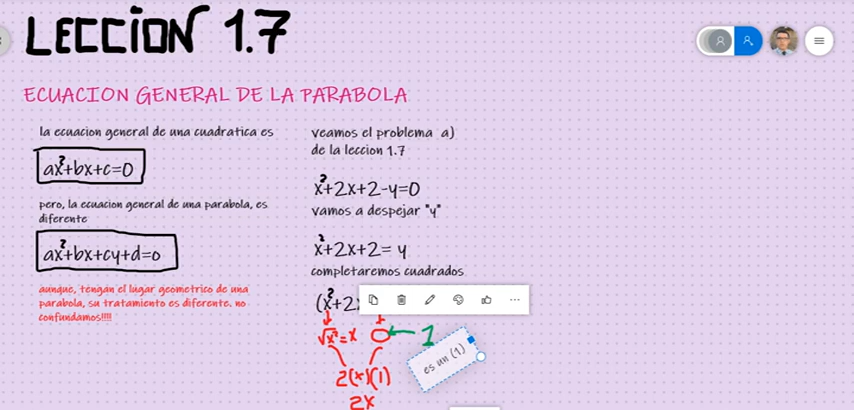 LECCION 1.7
ECUACION GENERAL DE LA PARABOLA
la ecuacion general de una cuadratica es
ax²+bx+c=0
pero, la ecuacion general de una parabola, es
diferente
ax²+bx+cy+d=0
aunque, tengan el lugar geometrico de una
parabola, su tratamiento es diferente. no
confundamos!!!!
veamos el problema a)
de la leccion 1.7
x²+2x+2-y=0
vamos a despejar "y"
x²+2x+2=y
completaremos cuadrados
(x²+2
√x²=x ← 1
es un (1)
2(x)(1)
2x